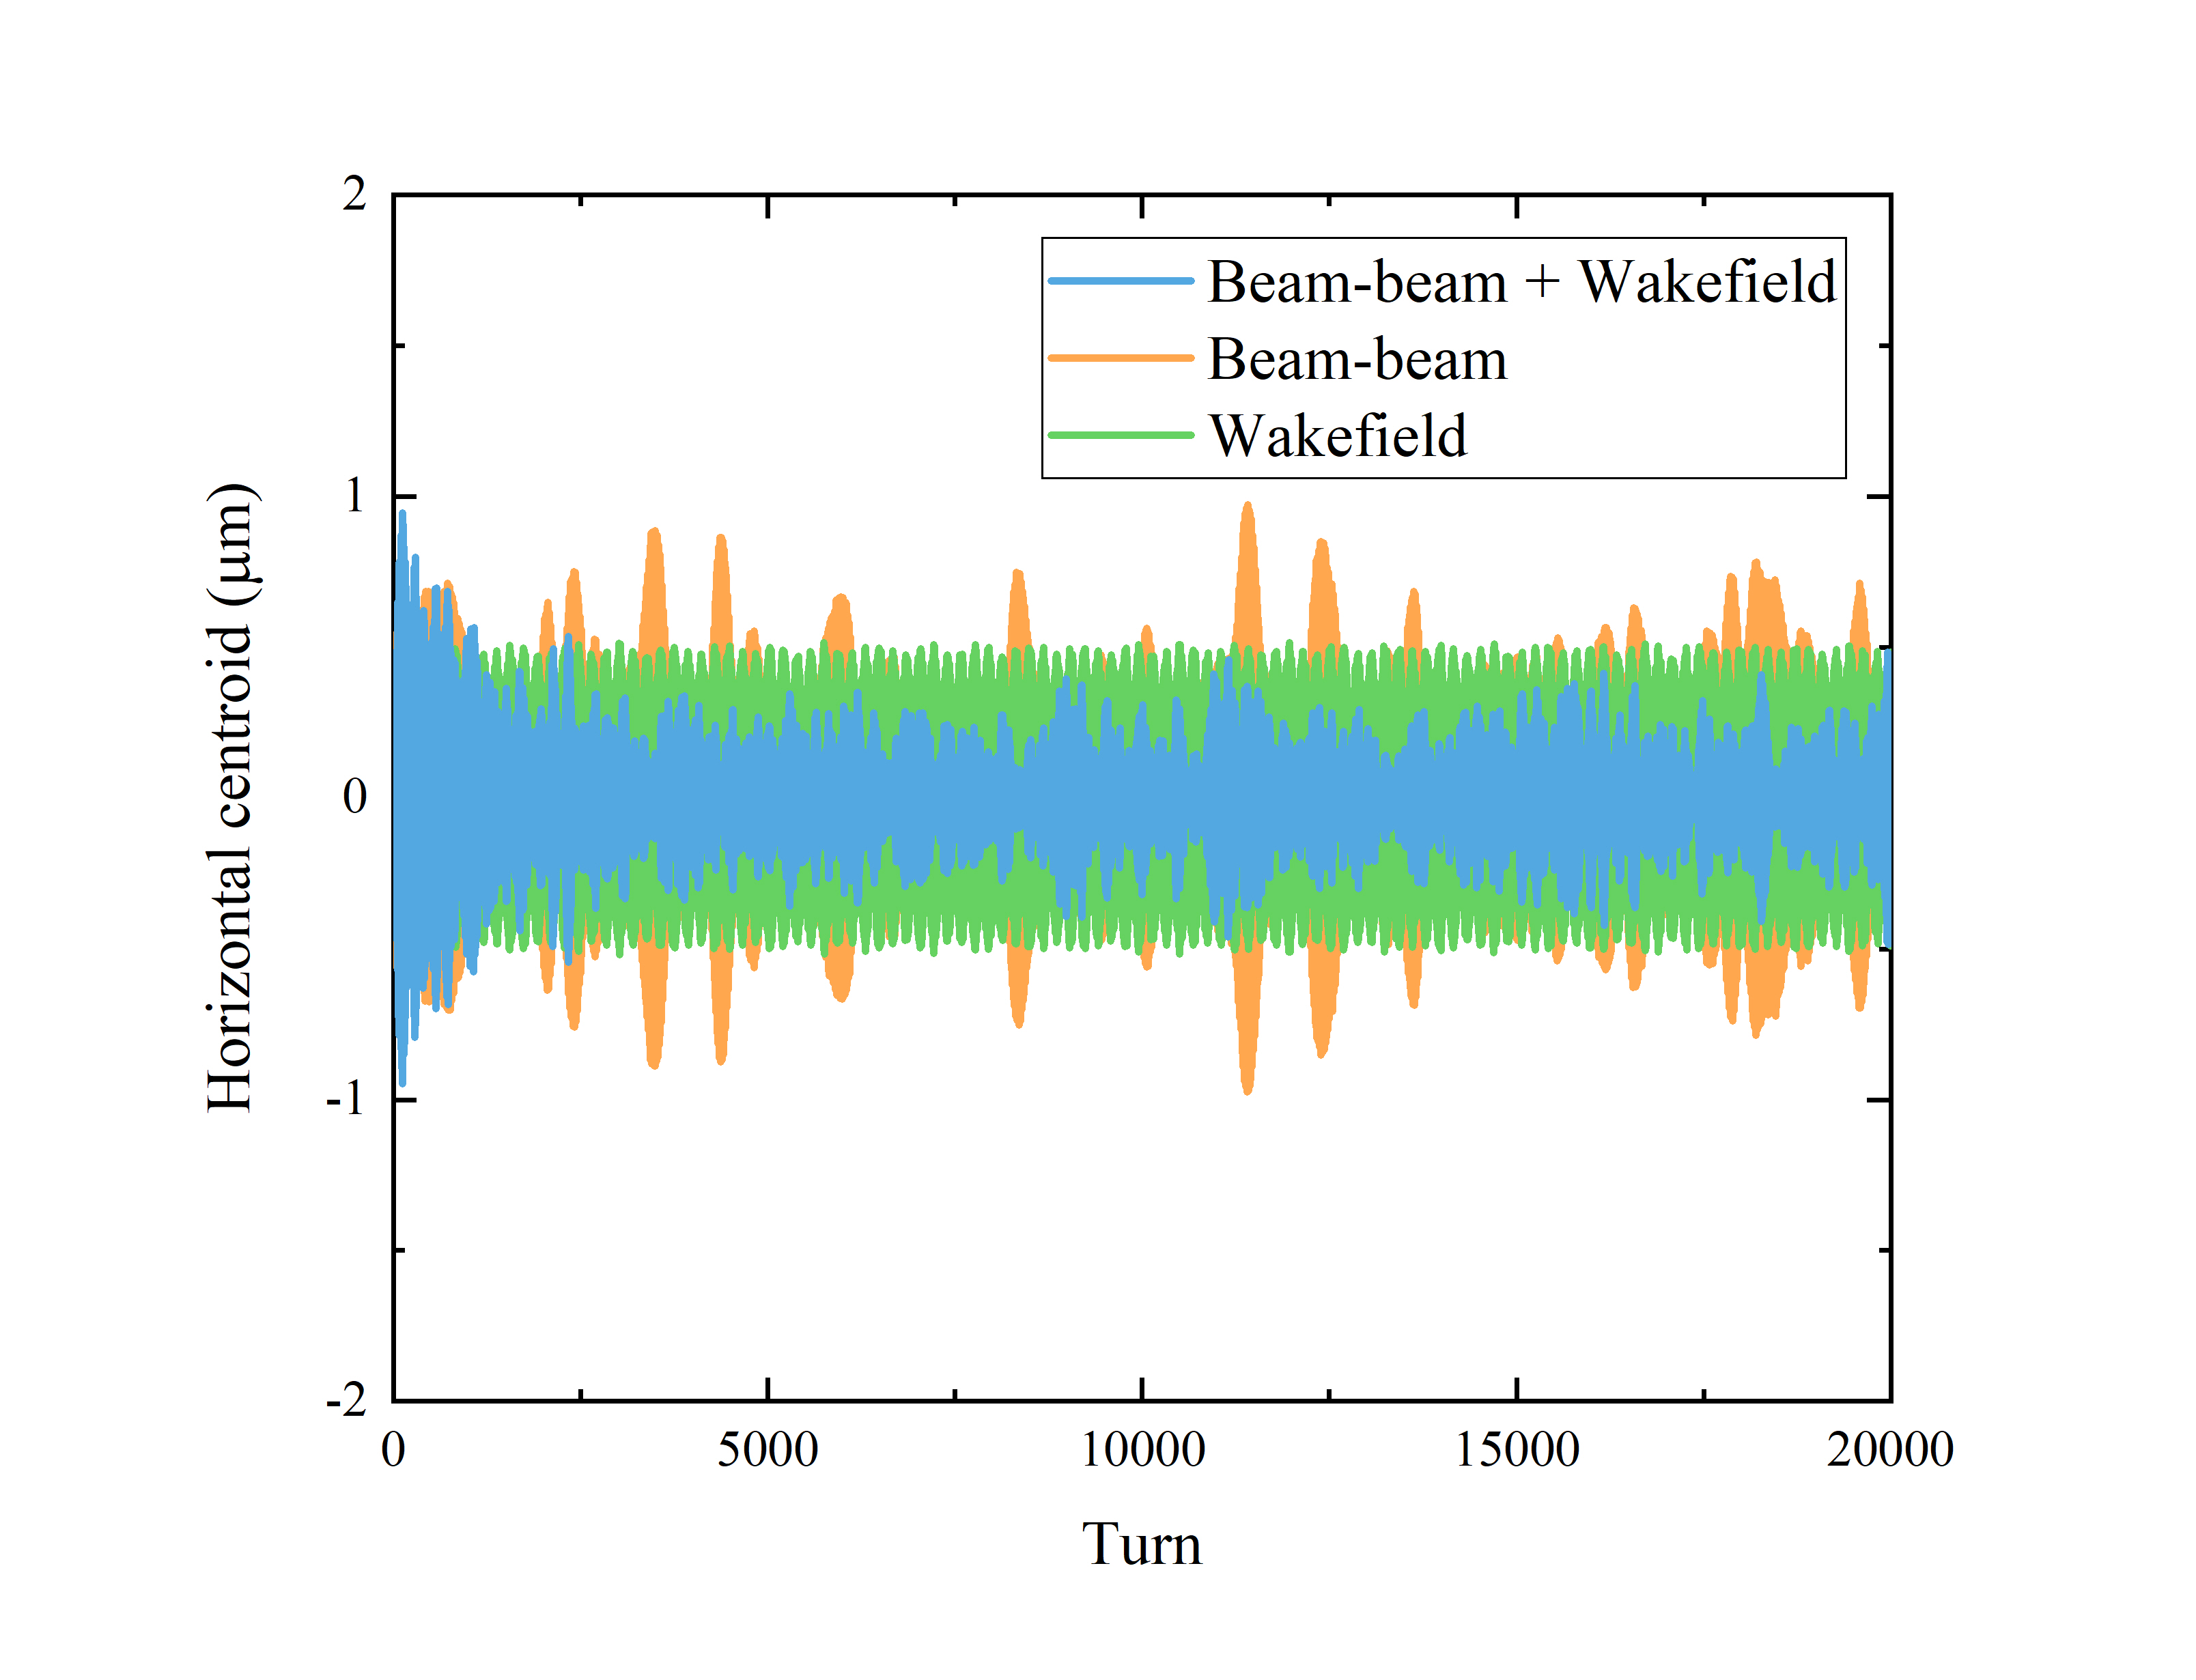 2
1
0
-1
-2
Horizontal centroid (μm)
Beam-beam + Wakefield
Beam-beam
Wakefield
0 5000 10000 15000 20000
Turn